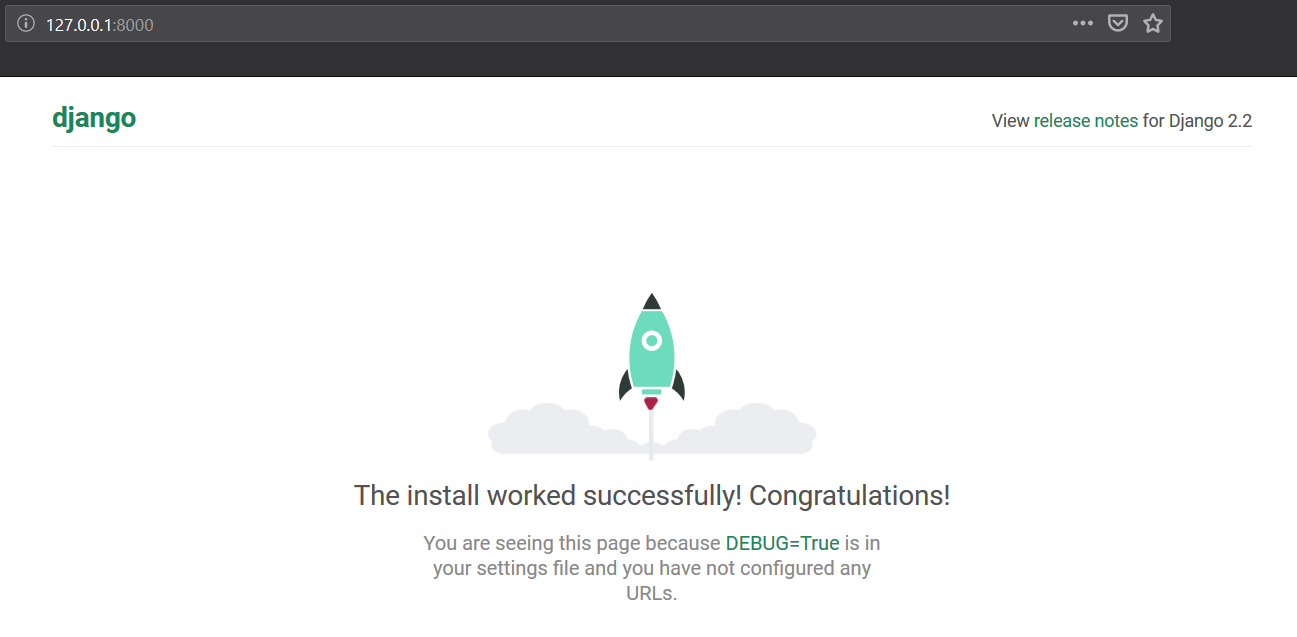 127.0.0.1:8000
django
View release notes for Django 2.2
The install worked successfully! Congratulations!
You are seeing this page because DEBUG=True is in
your settings file and you have not configured any
URLs.